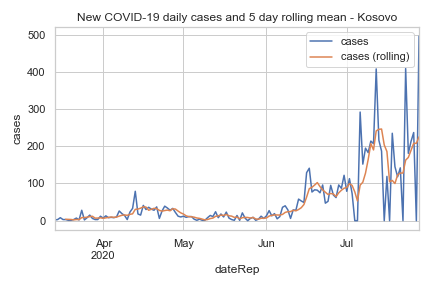 New COVID-19 daily cases and 5 day rolling mean - Kosovo
cases
cases (rolling)
500
400
300
200
100
0
cases
Apr
2020
May
Jun
Jul
dateRep